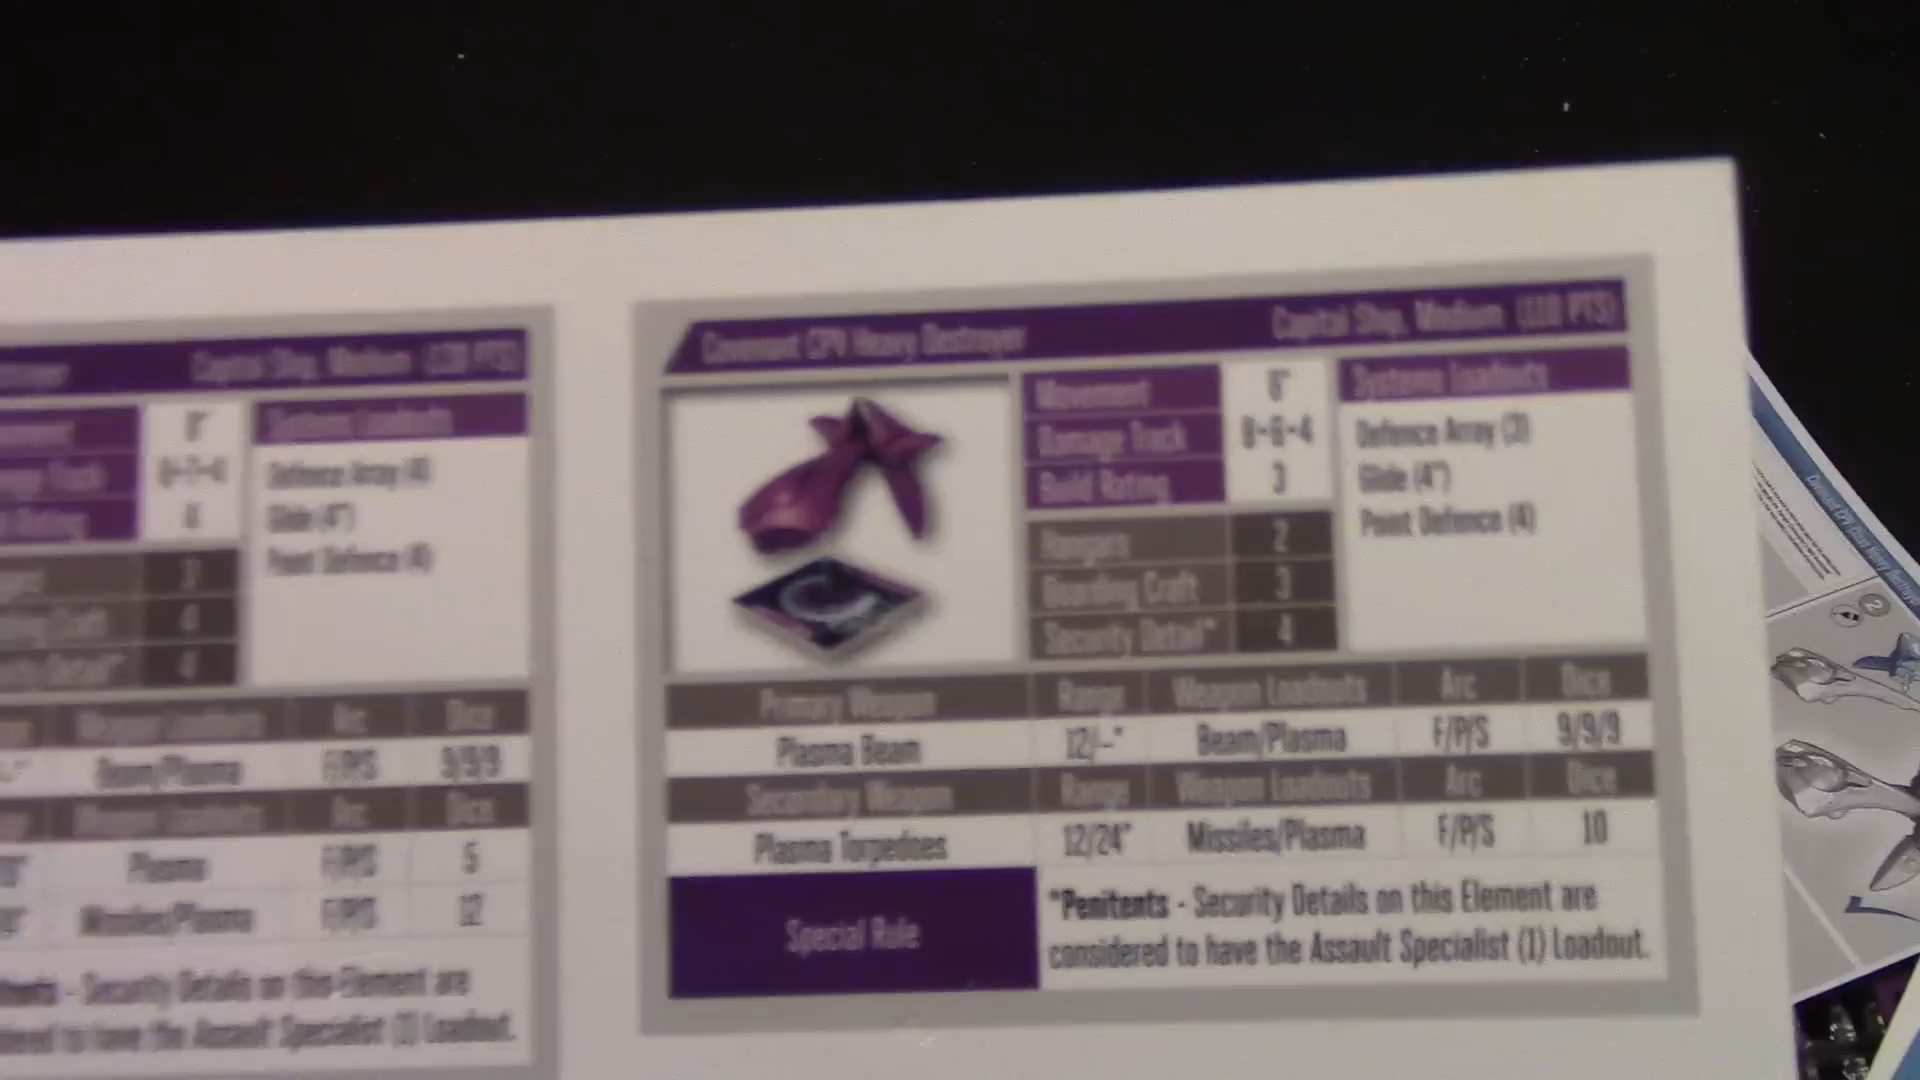 Capital Ship, Medium
Systems Loadouts
Defence Array (4)
Glide (4")
Point Defence (4)
4
4
Weapon Loadouts Arc Dice
Beam/Plasma F/P/S 9/9/9
Weapon Loadouts Arc Dice
Plasma F/P/S 5
Missiles/Plasma F/P/S 12
- Security Details on this Element are
to have the Assault Specialist (1) Loadout.
Covenant CPV Heavy Destroyer Capital Ship, Medium (110 PTS)
Movement
Damage Track 8-6-4
Build Rating 3
Rangers 2
Boarding Craft 3
Security Detail* 4
Systems Loadouts
Defence Array (3)
Glide (4")
Point Defence (4)
Primary Weapon Range Weapon Loadouts Arc Dice
Plasma Beam 12/--" Beam/Plasma F/P/S 9/9/9
Secondary Weapon Range Weapon Loadouts Arc Dice
Plasma Torpedoes 12/24" Missiles/Plasma F/P/S 10
Special Rule
*Penitents - Security Details on this Element are
considered to have the Assault Specialist (1) Loadout.
2